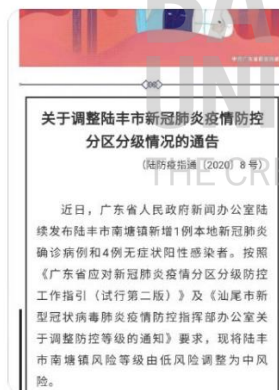 关于调整陆丰市新冠肺炎疫情防控
分区分级情况的通告
（陆防疫指通〔2020〕8号）
近日，广东省人民政府新闻办公室陆
续发布陆丰市南塘镇新增1例本地新冠肺炎
确诊病例和4例无症状阳性感染者。按照
《广东省应对新冠肺炎疫情分区分级防控
工作指引（试行第二版）》及《汕尾市新
型冠状病毒肺炎疫情防控指挥部办公室关
于调整防控等级的通知》要求，现将陆丰
市南塘镇风险等级由低风险调整为中风
险。